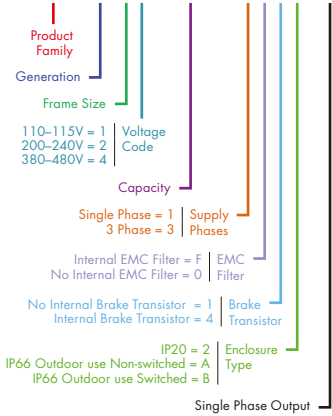 Product
Family
Generation
Frame Size
110–115V = 1
200–240V = 2
380–480V = 4
Voltage
Code
Capacity
Single Phase = 1
3 Phase = 3
Supply
Phases
Internal EMC Filter = F
No Internal EMC Filter = 0
EMC
Filter
No Internal Brake Transistor = 1
Internal Brake Transistor = 4
Brake
Transistor
IP20 = 2
IP66 Outdoor use Non-switched = A
IP66 Outdoor use Switched = B
Enclosure
Type
Single Phase Output